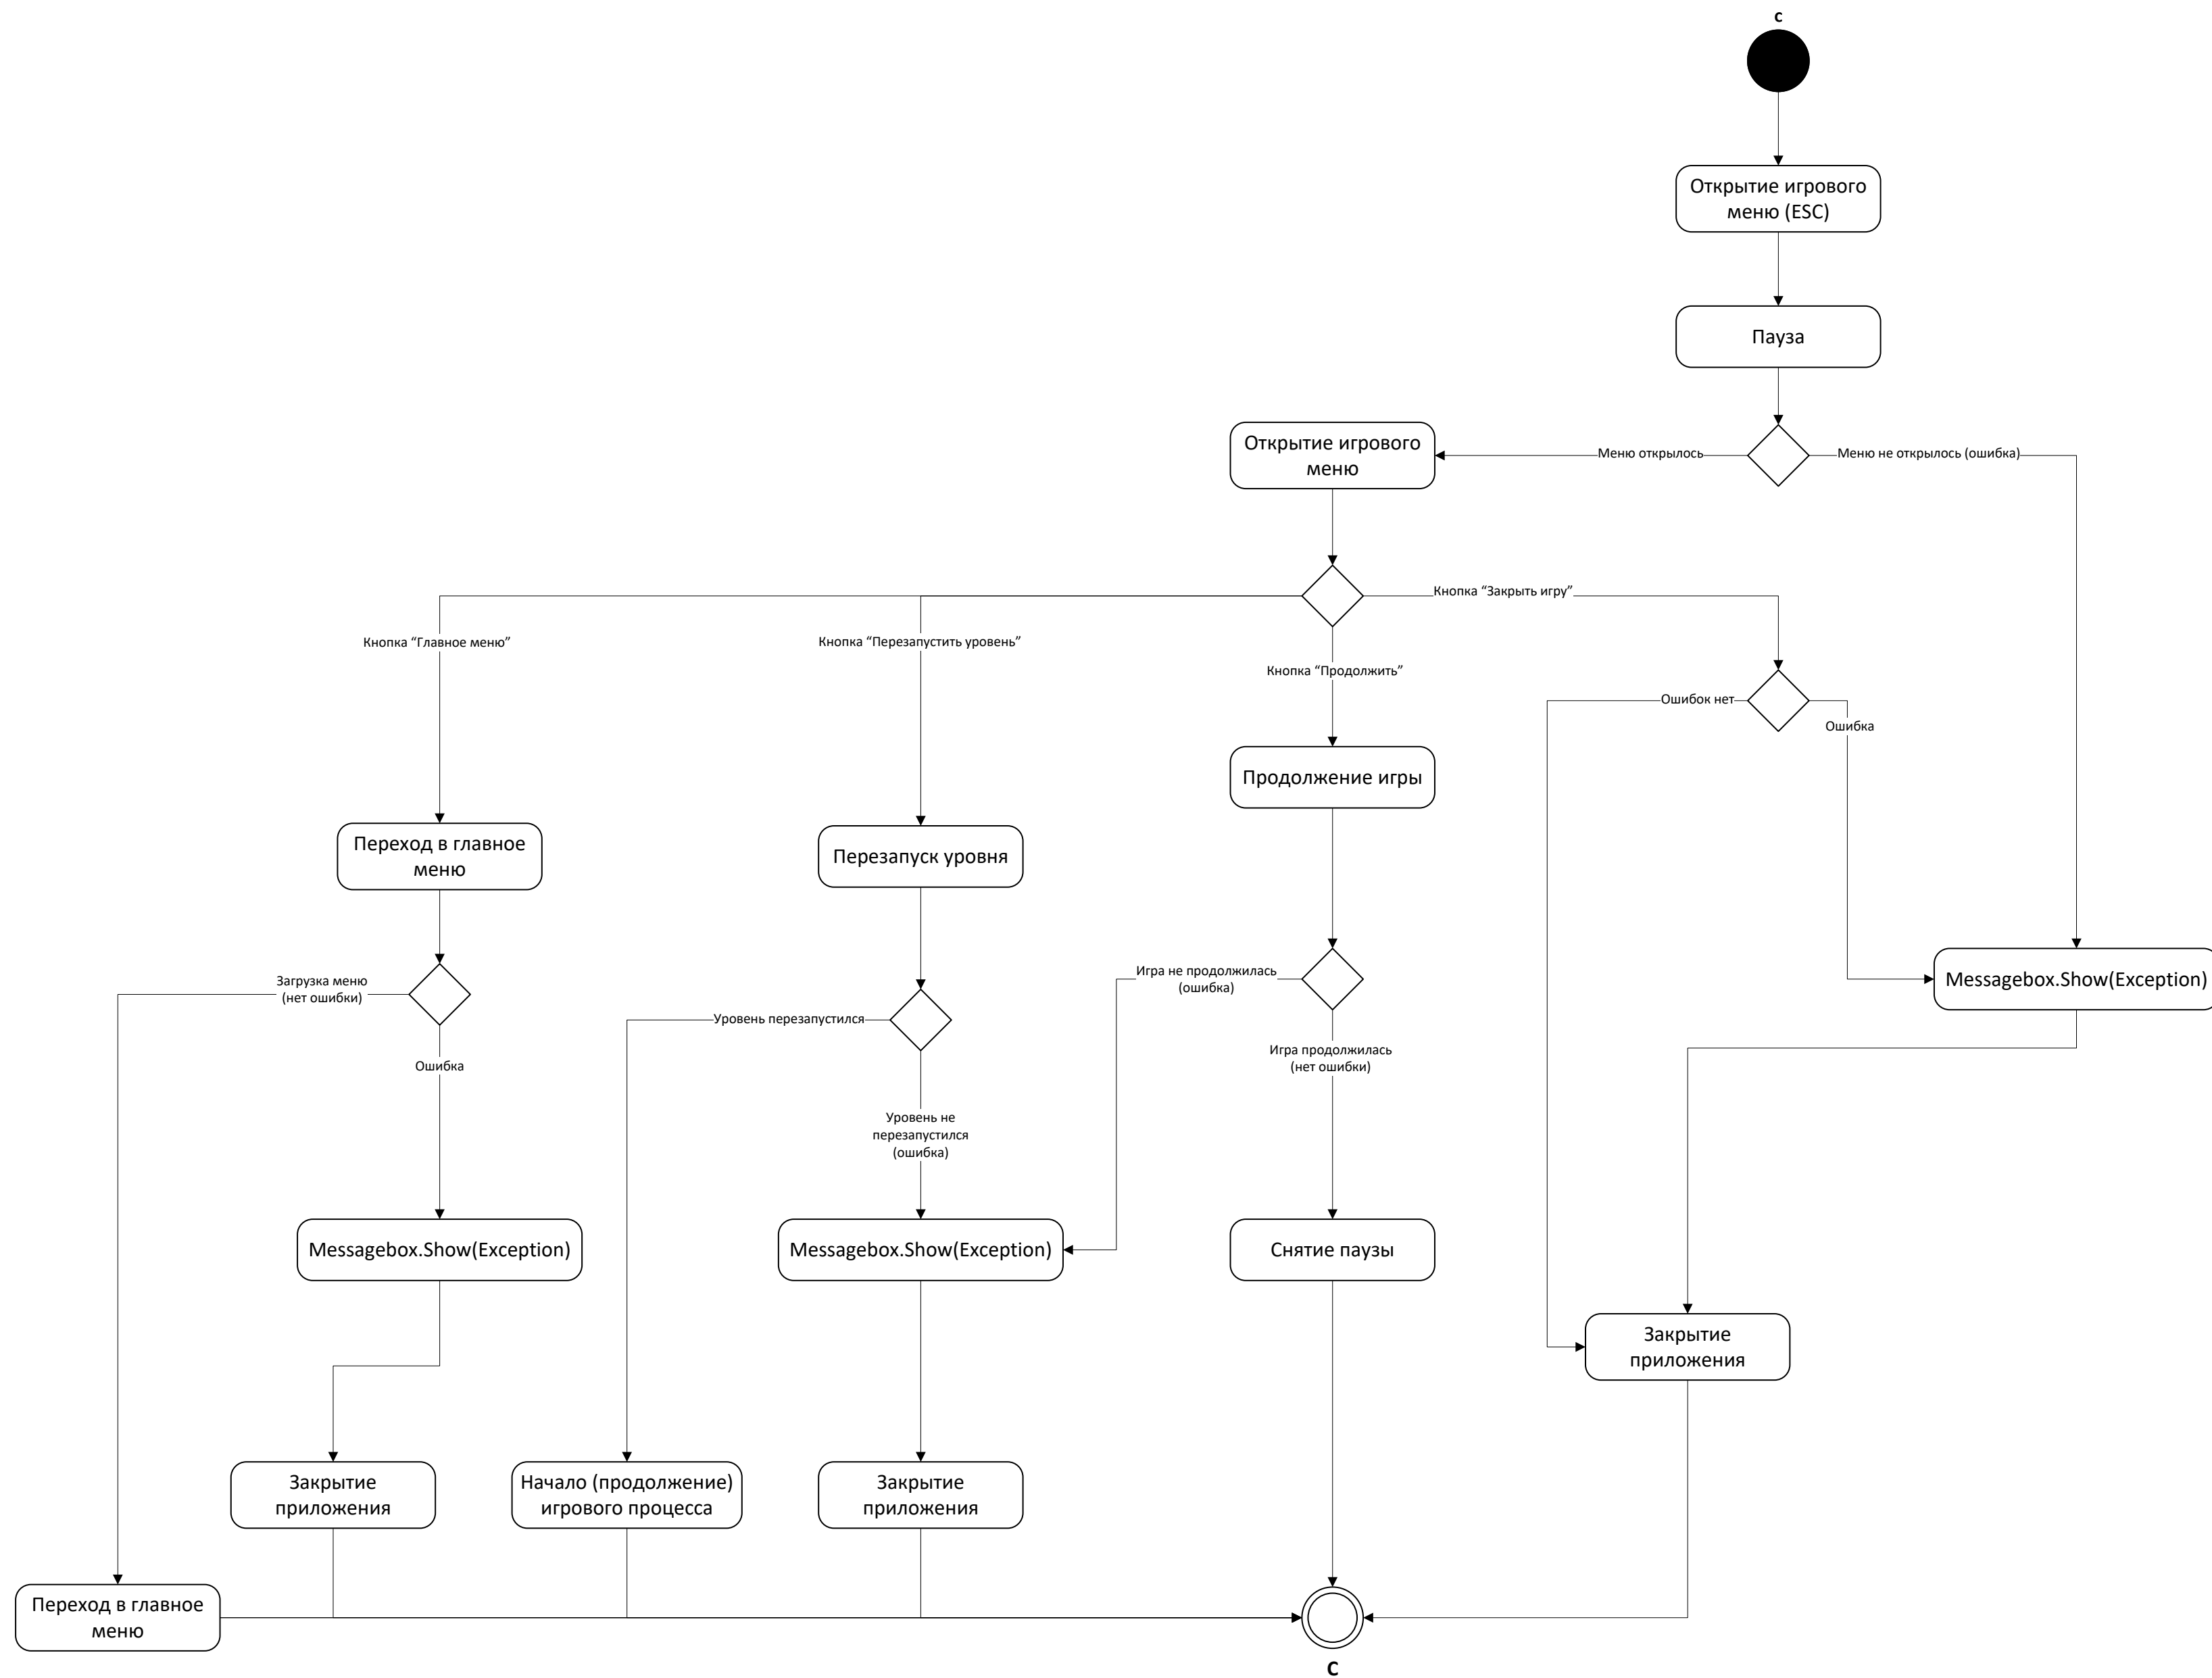 с
Открытие игрового
меню (ESC)
Пауза
Открытие игрового
меню
Меню открылось
Меню не открылось (ошибка)
Кнопка “Закрыть игру”
Кнопка “Главное меню”
Кнопка “Перезапустить уровень”
Кнопка “Продолжить”
Ошибок нет
Ошибка
Продолжение игры
Переход в главное
меню
Перезапуск уровня
Загрузка меню
(нет ошибки)
Игра не продолжилась
(ошибка)
Messagebox.Show(Exception)
Уровень перезапустился
Ошибка
Игра продолжилась
(нет ошибки)
Уровень не
перезапустился
(ошибка)
Messagebox.Show(Exception)
Messagebox.Show(Exception)
Снятие паузы
Закрытие
приложения
Закрытие
приложения
Начало (продолжение)
игрового процесса
Закрытие
приложения
Переход в главное
меню
С